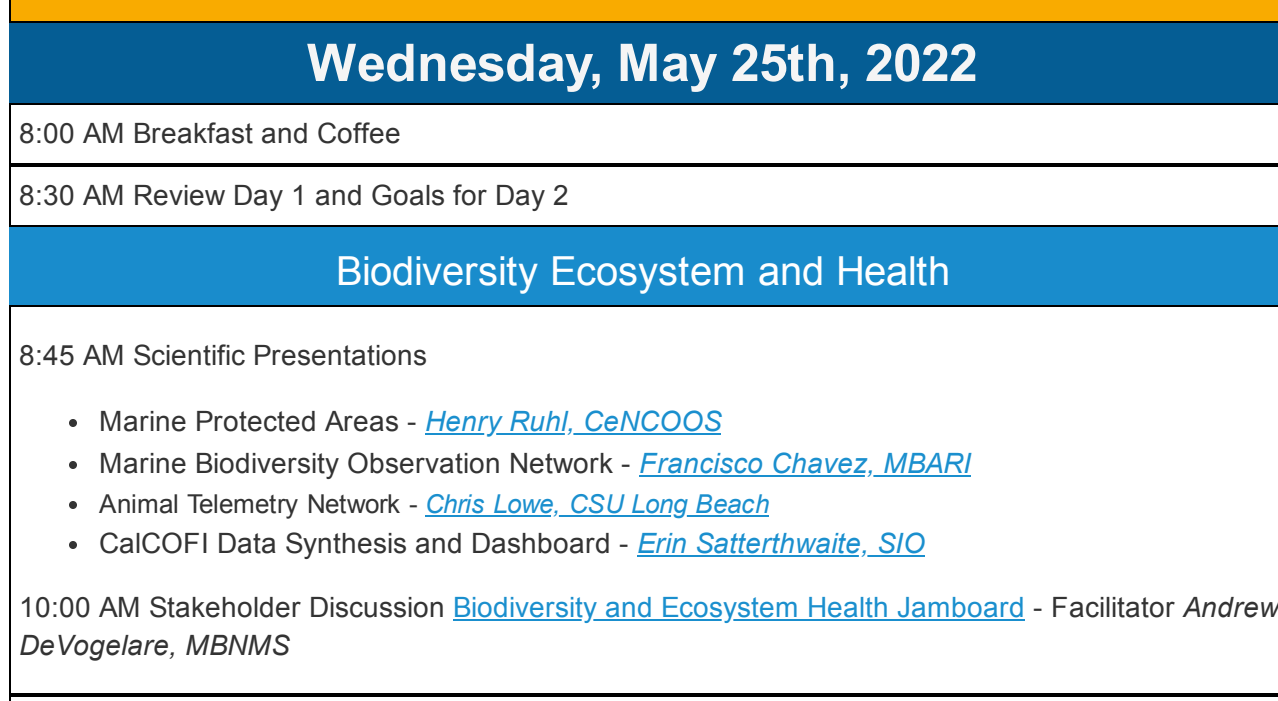 Wednesday, May 25th, 2022
8:00 AM Breakfast and Coffee
8:30 AM Review Day 1 and Goals for Day 2
Biodiversity Ecosystem and Health
8:45 AM Scientific Presentations
• Marine Protected Areas - Henry Ruhl, CeNCOOS
• Marine Biodiversity Observation Network - Francisco Chavez, MBARI
• Animal Telemetry Network - Chris Lowe, CSU Long Beach
• CalCOFI Data Synthesis and Dashboard - Erin Satterthwaite, SIO
10:00 AM Stakeholder Discussion Biodiversity and Ecosystem Health Jamboard - Facilitator Andrew
DeVogelare, MBNMS